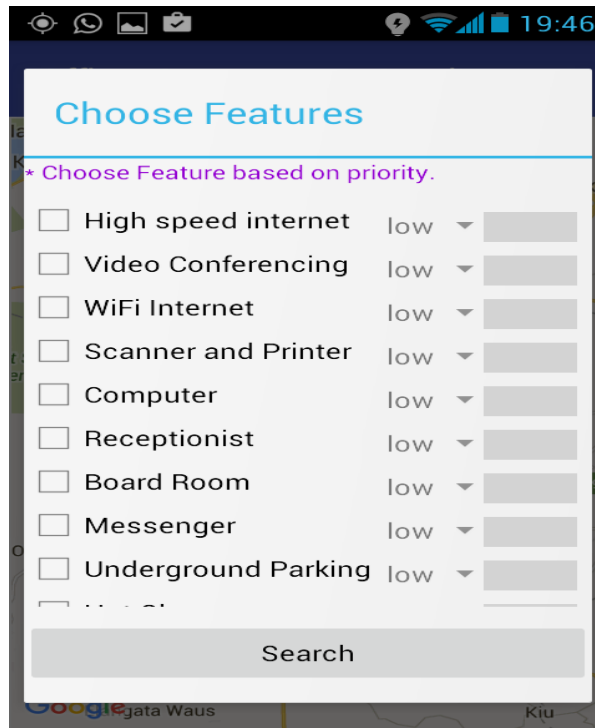 19:46
Choose Features
* Choose Feature based on priority.
High speed internet low
Video Conferencing low
WiFi Internet low
Scanner and Printer low
Computer low
Receptionist low
Board Room low
Messenger low
Underground Parking low
Search
Google
gata Waus
Kiu